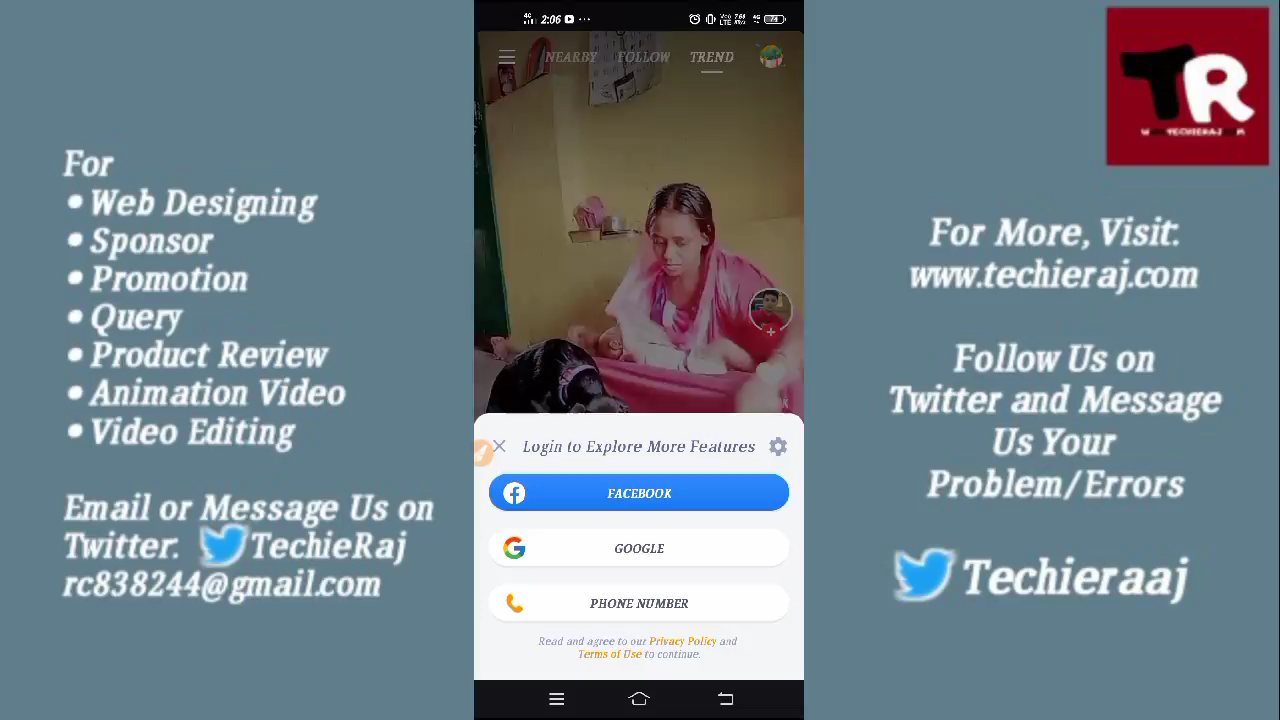 For
• Web Designing
• Sponsor
• Promotion
• Query
• Product Review
• Animation Video
• Video Editing
Email or Message Us on
Twitter. TechieRaj
rc838244@gmail.com
4G 2:06
NEARBY FOLLOW TREND
Login to Explore More Features
FACEBOOK
GOOGLE
PHONE NUMBER
Read and agree to our Privacy Policy and
Terms of Use to continue.
TR
For More, Visit:
www.techieraj.com
Follow Us on
Twitter and Message
Us Your
Problem/Errors
Techieraaj